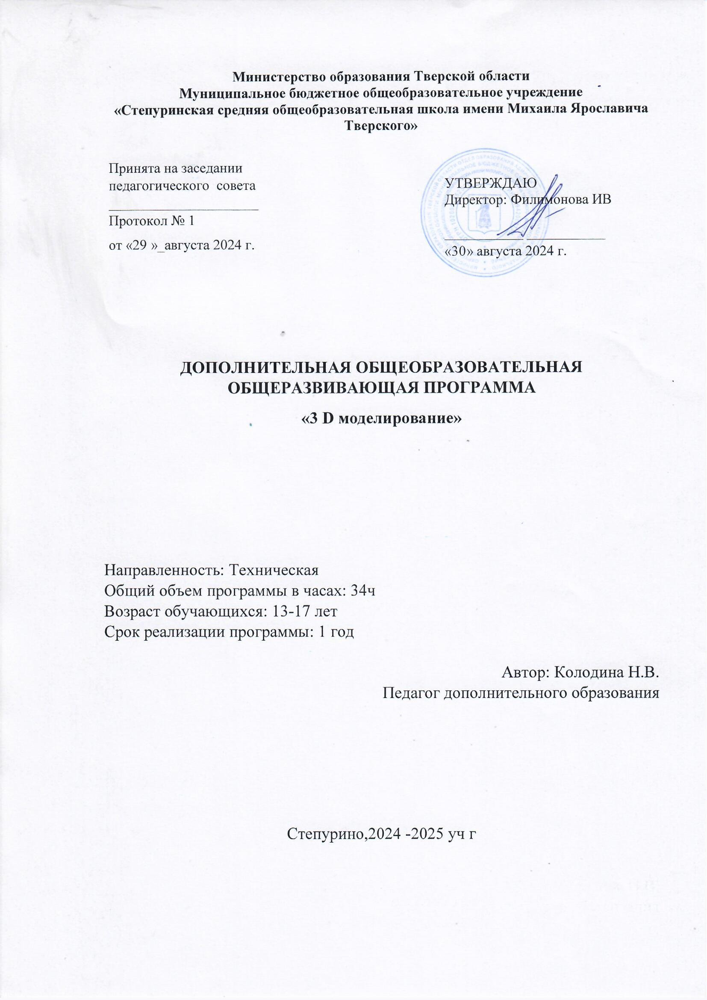 Министерство образования Тверской области
Муниципальное бюджетное общеобразовательное учреждение
«Степуринская средняя общеобразовательная школа имени Михаила Ярославича
Тверского»
Принята на заседании
педагогического совета
Протокол № 1
от «29 »_августа 2024 г.
УТВЕРЖДАЮ
Директор: Филимонова ИВ
«30» августа 2024 г.
ДОПОЛНИТЕЛЬНАЯ ОБЩЕОБРАЗОВАТЕЛЬНАЯ
ОБЩЕРАЗВИВАЮЩАЯ ПРОГРАММА
«3 D моделирование»
Направленность: Техническая
Общий объем программы в часах: 34ч
Возраст обучающихся: 13-17 лет
Срок реализации программы: 1 год
Автор: Колодина Н.В.
Педагог дополнительного образования
Степурино,2024 -2025 уч г